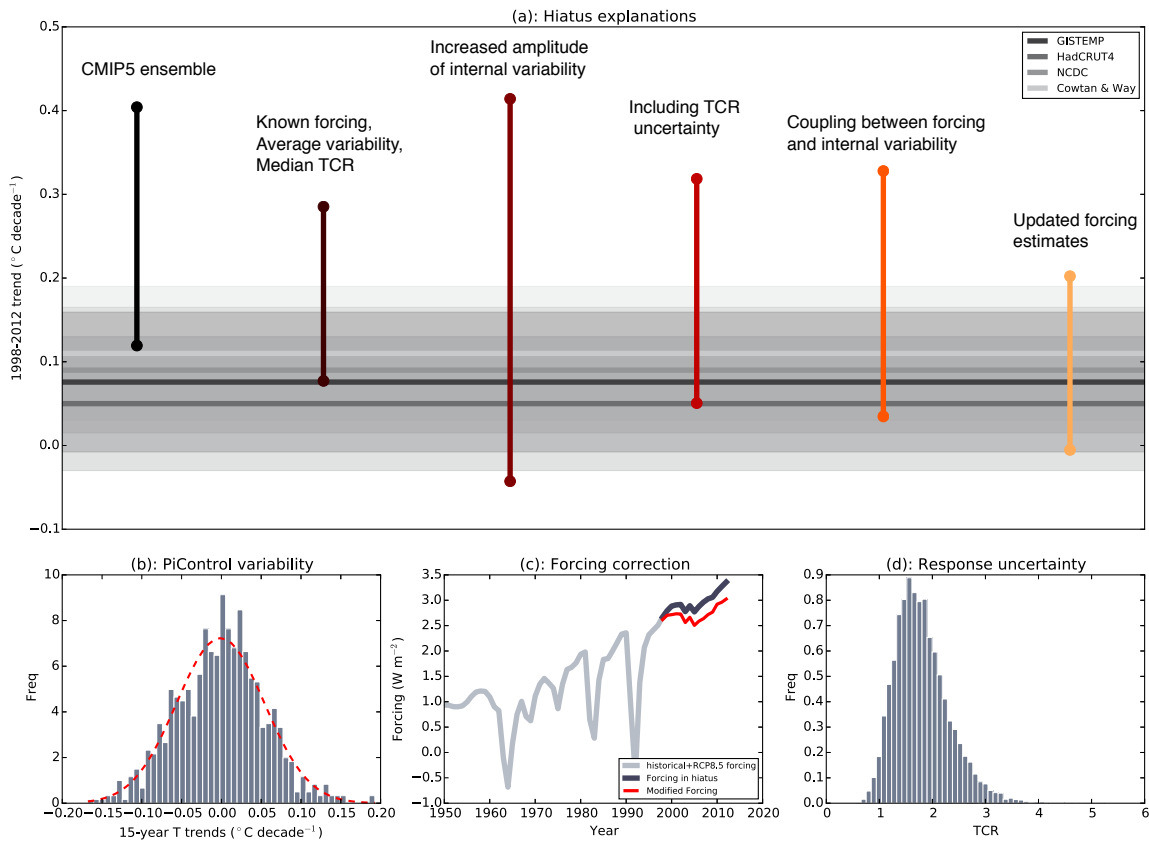 (a): Hiatus explanations
0.5
0.4
0.3
0.2
0.1
0.0
−0.1
1998-2012 trend (°C decade⁻¹)
CMIP5 ensemble
Known forcing,
Average variability,
Median TCR
Increased amplitude
of internal variability
Including TCR
uncertainty
Coupling between forcing
and internal variability
Updated forcing
estimates
GISTEMP
HadCRUT4
NCDC
Cowtan & Way
(b): PiControl variability
10
8
6
4
2
0
Freq
−0.20 −0.15 −0.10 −0.05 0.00 0.05 0.10 0.15 0.20
15-year T trends (°C decade⁻¹)
(c): Forcing correction
3.5
3.0
2.5
2.0
1.5
1.0
0.5
0.0
−0.5
−1.0
Forcing (W m⁻²)
historical+RCP8,5 forcing
Forcing in hiatus
Modified Forcing
1950 1960 1970 1980 1990 2000 2010 2020
Year
(d): Response uncertainty
0.9
0.8
0.7
0.6
0.5
0.4
0.3
0.2
0.1
0.0
Freq
0 1 2 3 4 5 6
TCR